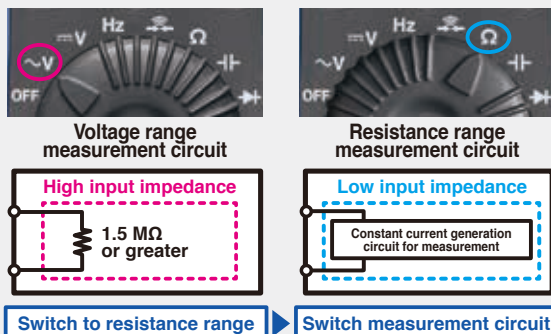 Hz
⎓V
Ω
~V
OFF
Hz
⎓V
Ω
~V
OFF
Voltage range
measurement circuit
Resistance range
measurement circuit
High input impedance
1.5 MΩ
or greater
Low input impedance
Constant current generation
circuit for measurement
Switch to resistance range
Switch measurement circuit